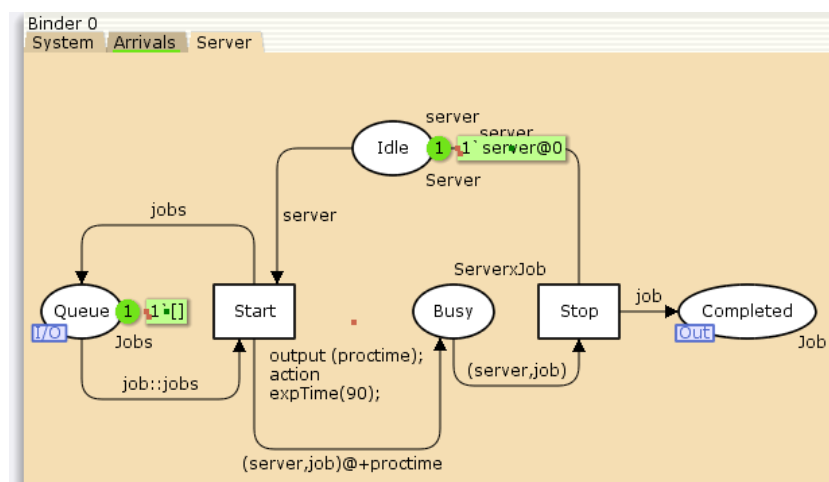 Binder 0
System Arrivals Server
server
server
Idle
1
1`server@0
Server
jobs
server
ServerxJob
job
Queue
1
1`[]
Start
Busy
Stop
Completed
I/O
Out
Jobs
Job
output (proctime);
action
expTime(90);
job::jobs
(server,job)
(server,job)@+proctime